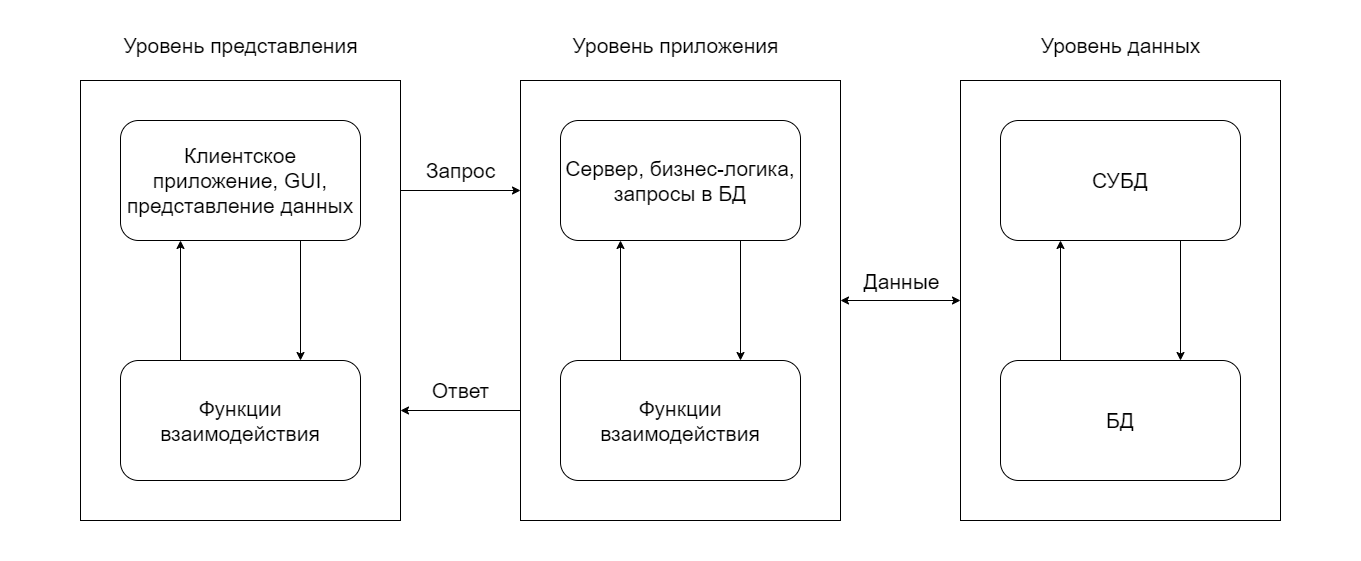 Уровень представления
Уровень приложения
Уровень данных
Клиентское
приложение, GUI,
представление данных
Запрос
Сервер, бизнес-логика,
запросы в БД
СУБД
Данные
Ответ
Функции
взаимодействия
Функции
взаимодействия
БД